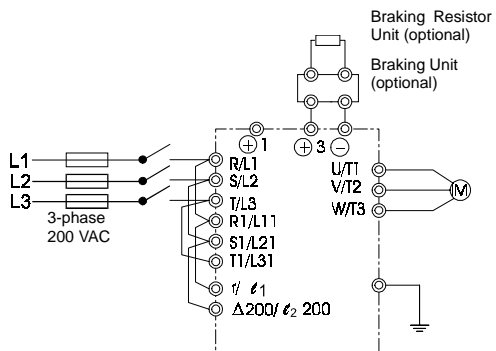 Braking Resistor
Unit (optional)
Braking Unit
(optional)
⊕1
⊕3
⊖
L1
L2
L3
3-phase
200 VAC
R/L1
S/L2
T/L3
R1/L11
S1/L21
T1/L31
r/ ℓ1
Δ200/ ℓ2 200
U/T1
V/T2
W/T3
M